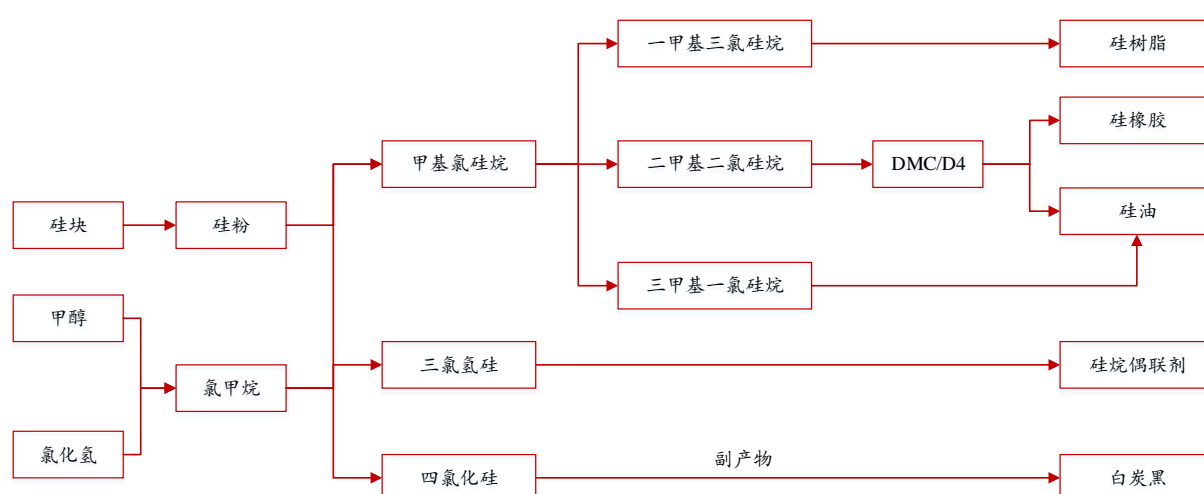 一甲基三氯硅烷
硅树脂
硅橡胶
甲基氯硅烷
二甲基二氯硅烷
DMC/D4
硅块
硅粉
硅油
三甲基一氯硅烷
甲醇
氯甲烷
三氯氢硅
硅烷偶联剂
氯化氢
四氯化硅
副产物
白炭黑